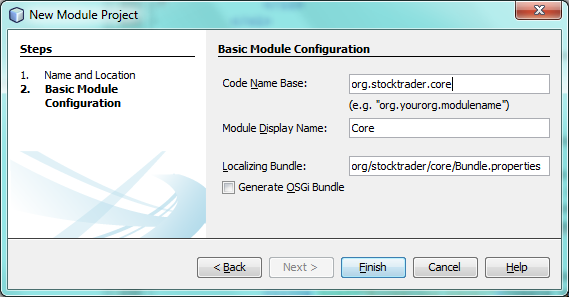 New Module Project
Steps
1. Name and Location
2. Basic Module
Configuration
Basic Module Configuration
Code Name Base: org.stocktrader.core
(e.g. "org.yourorg.modulename")
Module Display Name: Core
Localizing Bundle: org/stocktrader/core/Bundle.properties
Generate OSGi Bundle
< Back Next > Finish Cancel Help